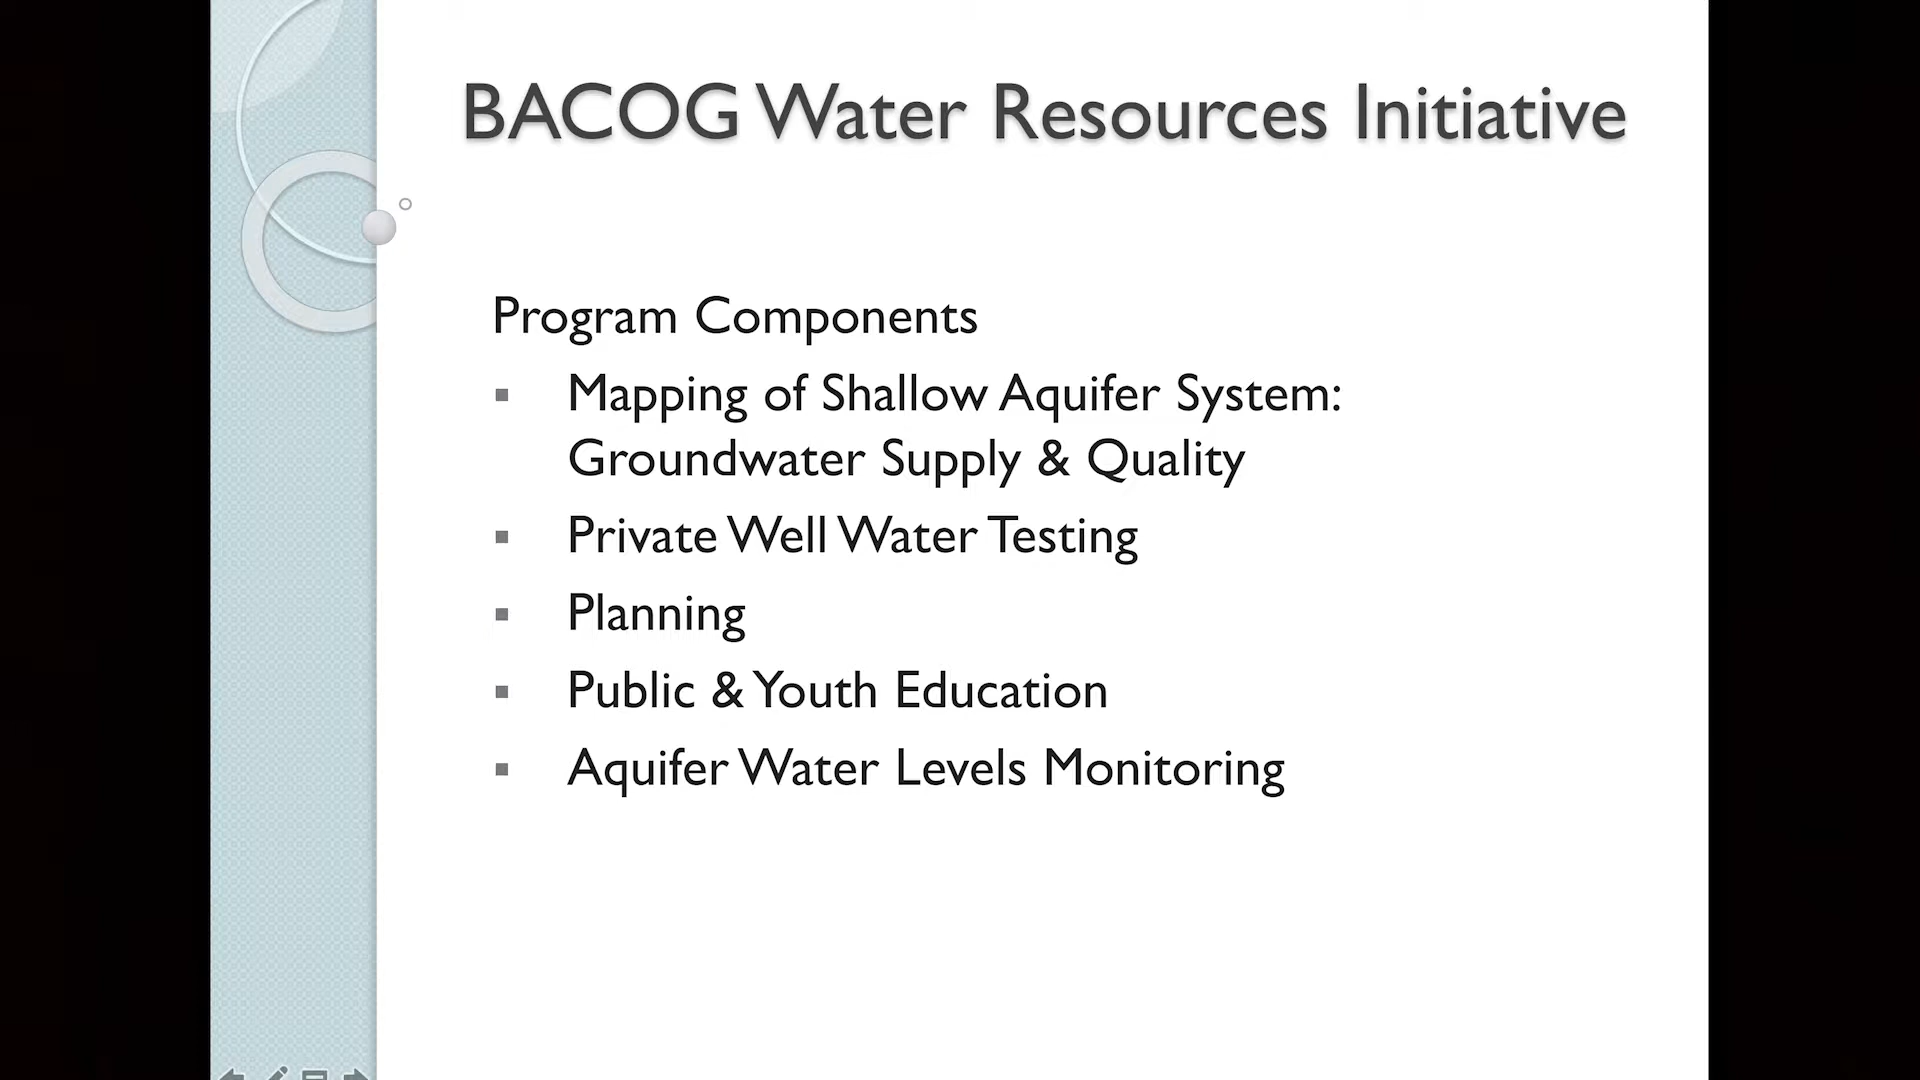 BACOG Water Resources Initiative
Program Components
▪ Mapping of Shallow Aquifer System:
Groundwater Supply & Quality
▪ Private Well Water Testing
▪ Planning
▪ Public & Youth Education
▪ Aquifer Water Levels Monitoring